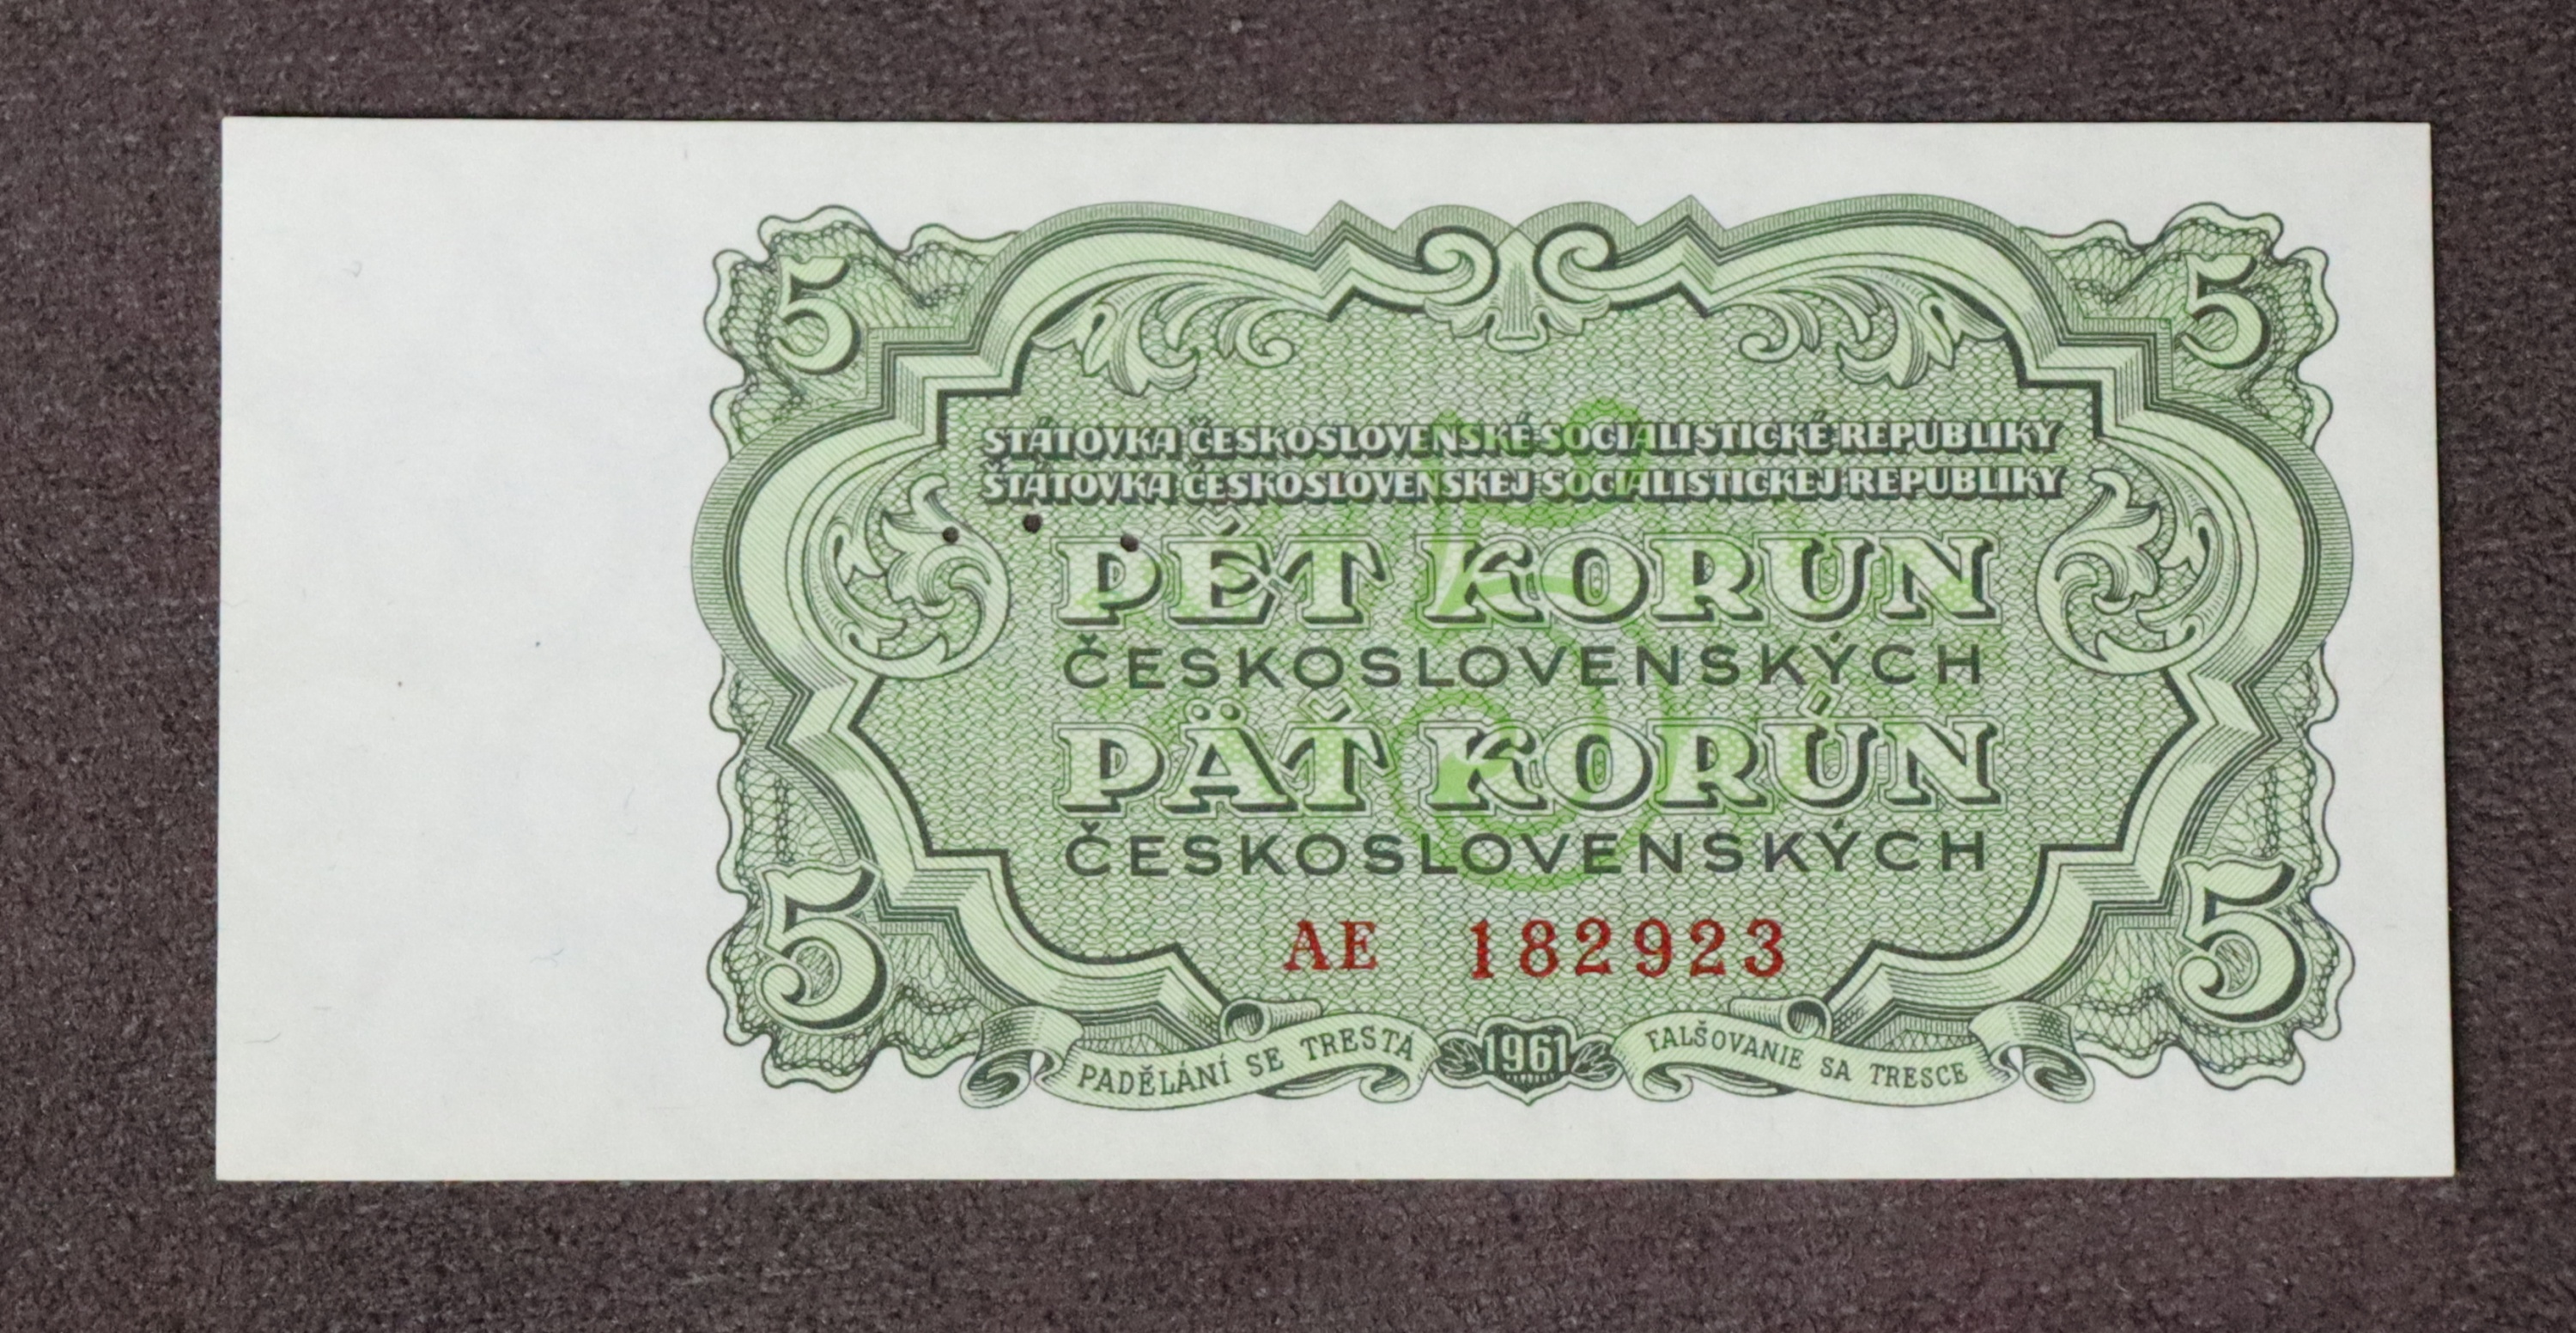 5 5
STÁTOVKA ČESKOSLOVENSKÉ SOCIALISTICKÉ REPUBLIKY
ŠTÁTOVKA ČESKOSLOVENSKEJ SOCIALISTICKEJ REPUBLIKY
PĚT KORUN
ČESKOSLOVENSKÝCH
PÄŤ KORÚN
ČESKOSLOVENSKÝCH
AE 182923
5 5
PADĚLÁNÍ SE TRESTÁ 1961 FALŠOVANIE SA TRESCE